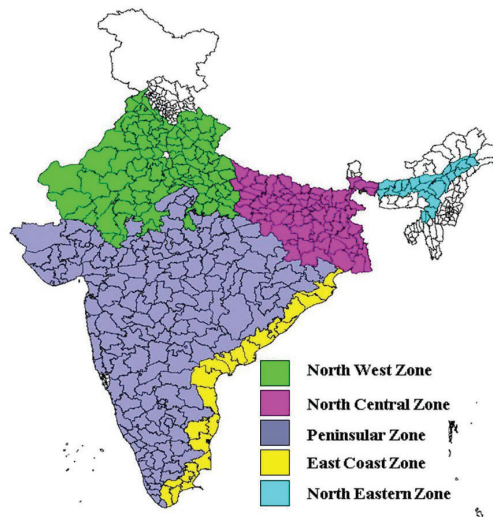 North West Zone
North Central Zone
Peninsular Zone
East Coast Zone
North Eastern Zone